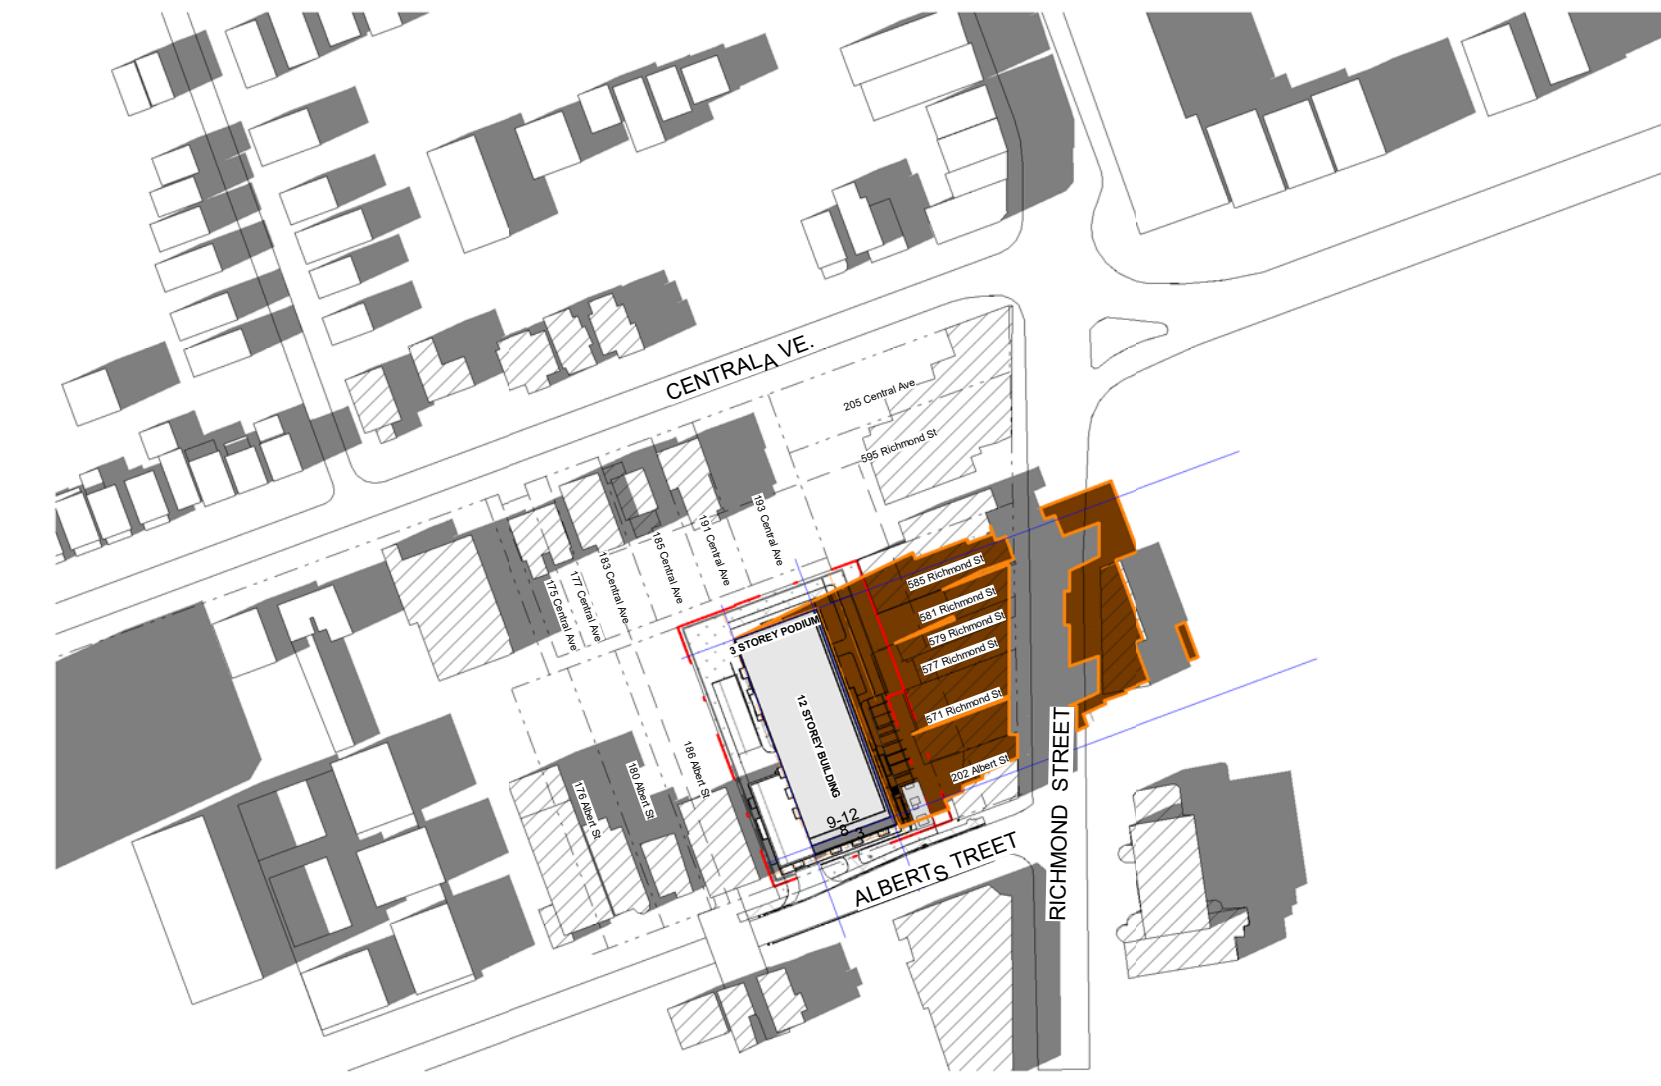 CENTRALA VE.
205 Central Ave
595 Richmond St
193 Central Ave
191 Central Ave
185 Central Ave
183 Central Ave
177 Central Ave
175 Central Ave
585 Richmond St
581 Richmond St
579 Richmond St
577 Richmond St
571 Richmond St
202 Albert St
3 STOREY PODIUM
12 STOREY BUILDING
9-12
186 Albert St
180 Albert St
176 Albert St
ALBERTS TREET
RICHMOND STREET